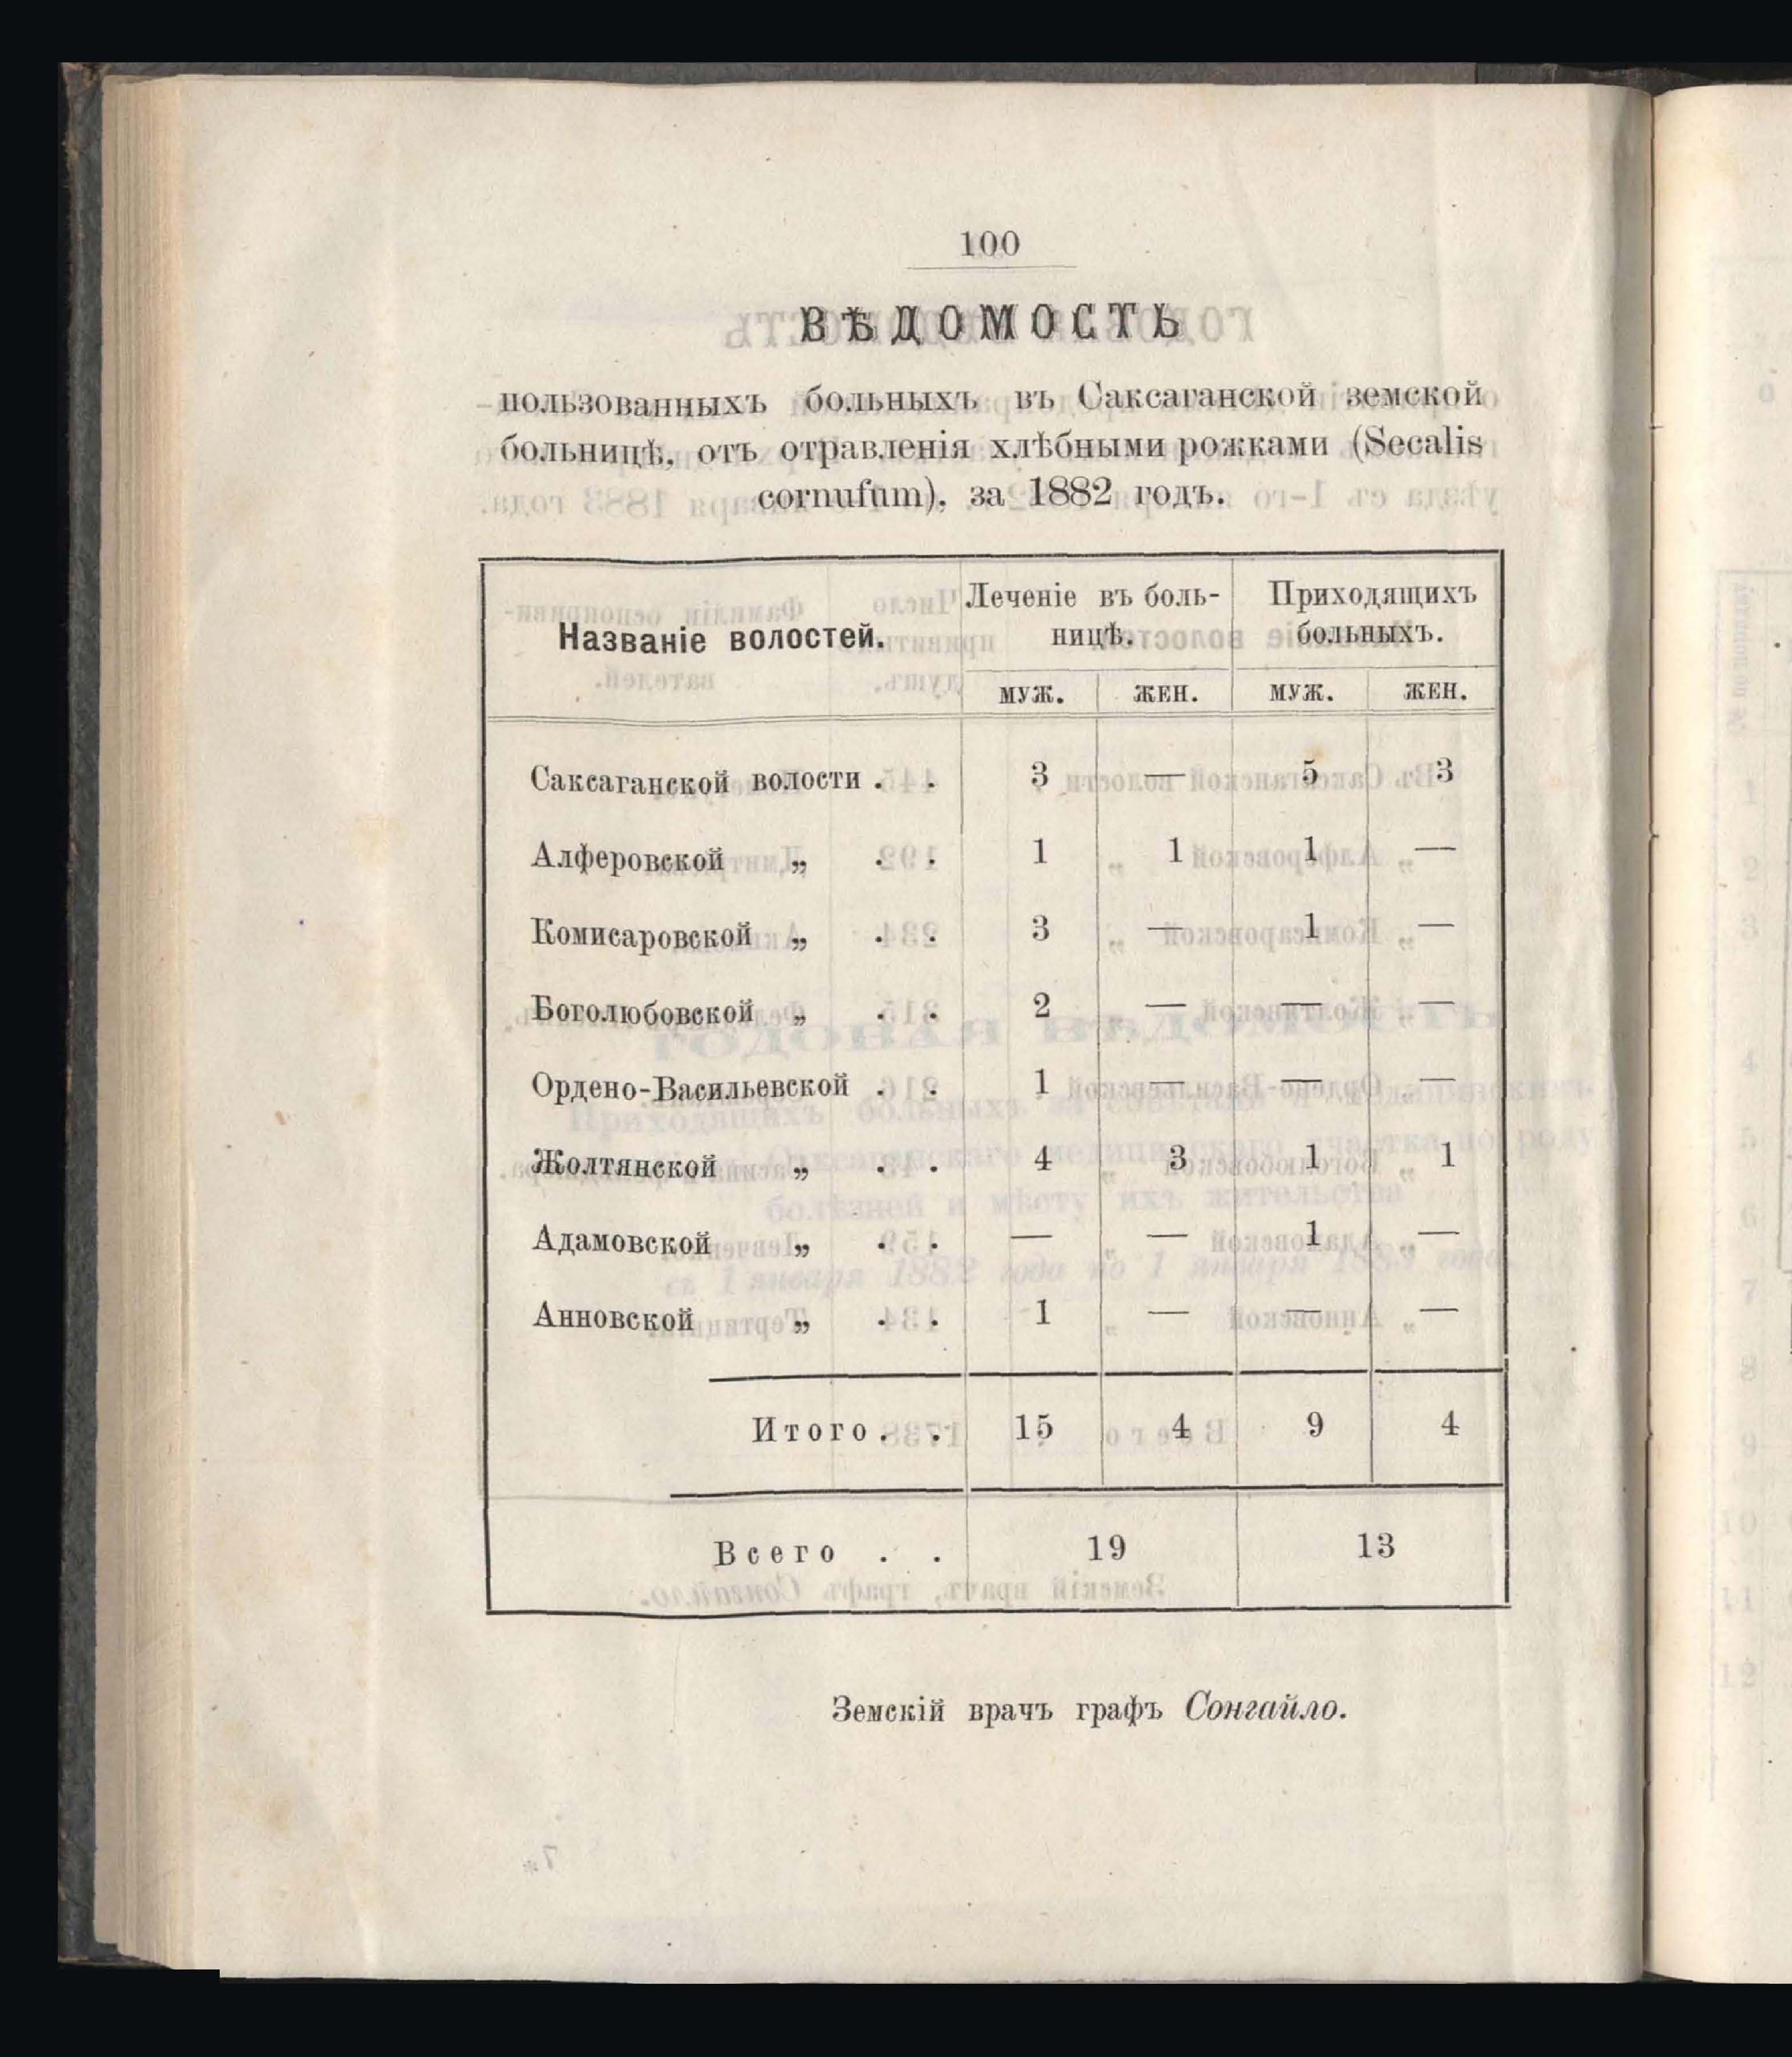 100
ВѢДОМОСТЬ
пользованныхъ больныхъ въ Саксаганской земской
больницѣ, отъ отравленія хлѣбными рожками (Secalis
cornufum), за 1882 годъ.
Названіе волостей. Леченіе въ боль- Приходящихъ
ницѣ. больныхъ.
муж. жен. муж. жен.
Саксаганской волости . . 3 — 5 3
Алферовской „ . . 1 1 1 —
Комисаровской „ . . 3 — 1 —
Боголюбовской „ . . 2 — — —
Ордено-Васильевской . . 1 — — —
Жолтянской „ . . 4 3 1 1
Адамовской „ . . — — 1 —
Анновской „ . . 1 — — —
Итого . . 15 4 9 4
Всего . . 19 13
Земскій врачъ графъ Сонгайло.